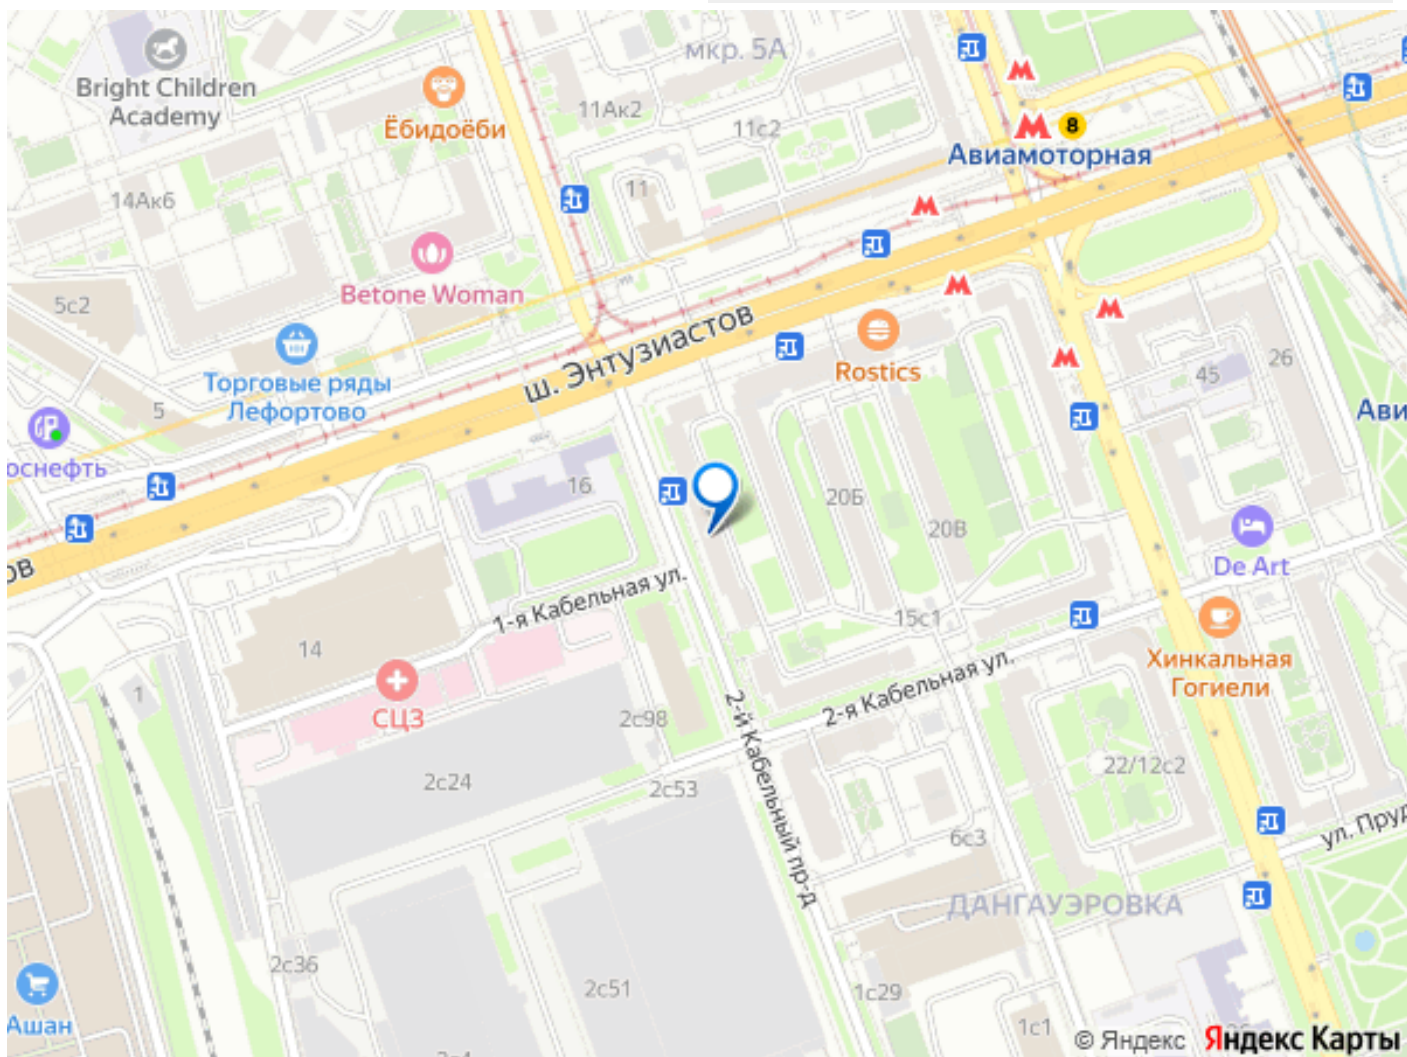 мкр. 5А
Bright Children
Academy
Ёбидоёби
11Ак2
11с2
8
Авиамоторная
14Ак6
11
Betone Woman
5с2
ш. Энтузиастов
Rostics
26
45
Торговые ряды
Лефортово
5
Ави
оснефть
16
20Б
20В
De Art
ов
1-я Кабельная ул.
15с1
14
Хинкальная
Гогиели
1
СЦЗ
2-я Кабельная ул.
2с98
2-й Кабельный пр-д
22/12с2
2с24
2с53
6с3
ул. Пруд
ДАНГАУЭРОВКА
2с36
2с51
1с29
Ашан
1с1
© Яндекс Яндекс Карты